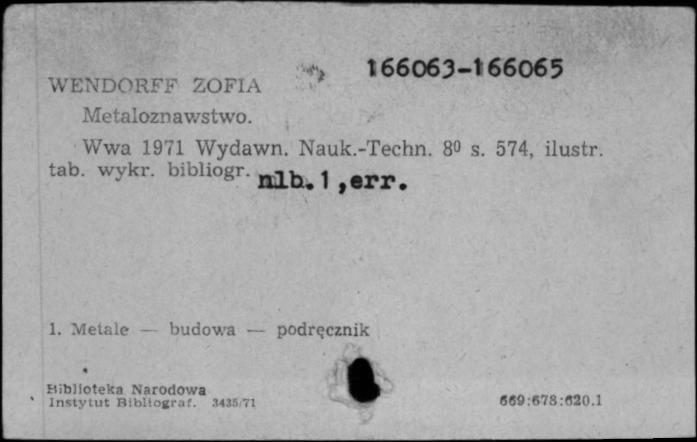 166063-166065
WENDORFF ZOFIA
Metaloznawstwo.
Wwa 1971 Wydawn. Nauk.-Techn. 8⁰ s. 574, ilustr.
tab. wykr. bibliogr. nlb.1,err.
1. Metale — budowa — podręcznik
Biblioteka Narodowa
Instytut Bibliograf. 3435/71
669:678:620.1